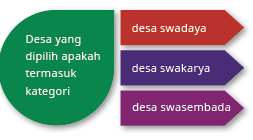 Desa yang
dipilih apakah
termasuk
kategori
desa swadaya
desa swakarya
desa swasembada